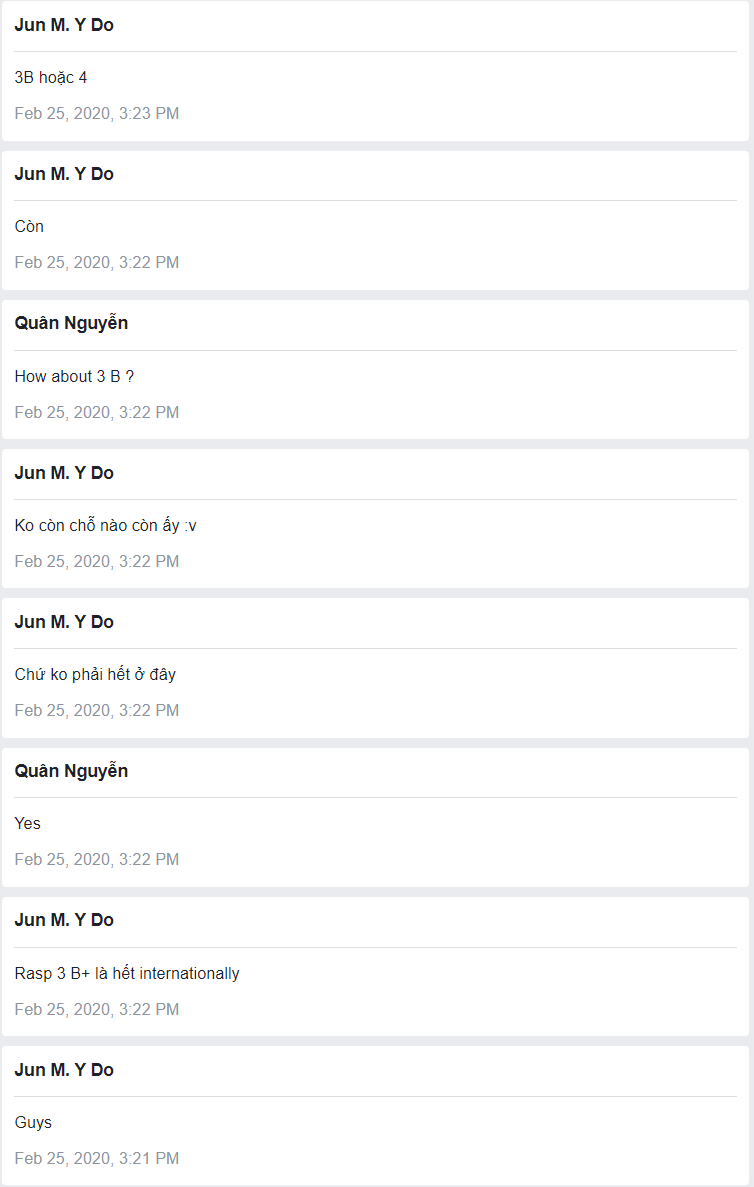 Jun M. Y Do
3B hoặc 4
Feb 25, 2020, 3:23 PM
Jun M. Y Do
Còn
Feb 25, 2020, 3:22 PM
Quân Nguyễn
How about 3 B ?
Feb 25, 2020, 3:22 PM
Jun M. Y Do
Ko còn chỗ nào còn ấy :v
Feb 25, 2020, 3:22 PM
Jun M. Y Do
Chứ ko phải hết ở đây
Feb 25, 2020, 3:22 PM
Quân Nguyễn
Yes
Feb 25, 2020, 3:22 PM
Jun M. Y Do
Rasp 3 B+ là hết internationally
Feb 25, 2020, 3:22 PM
Jun M. Y Do
Guys
Feb 25, 2020, 3:21 PM